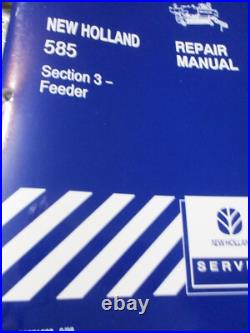 NEW HOLLAND
585
Section 3 –
Feeder
REPAIR
MANUAL
NEW HOLLAND
SERVI